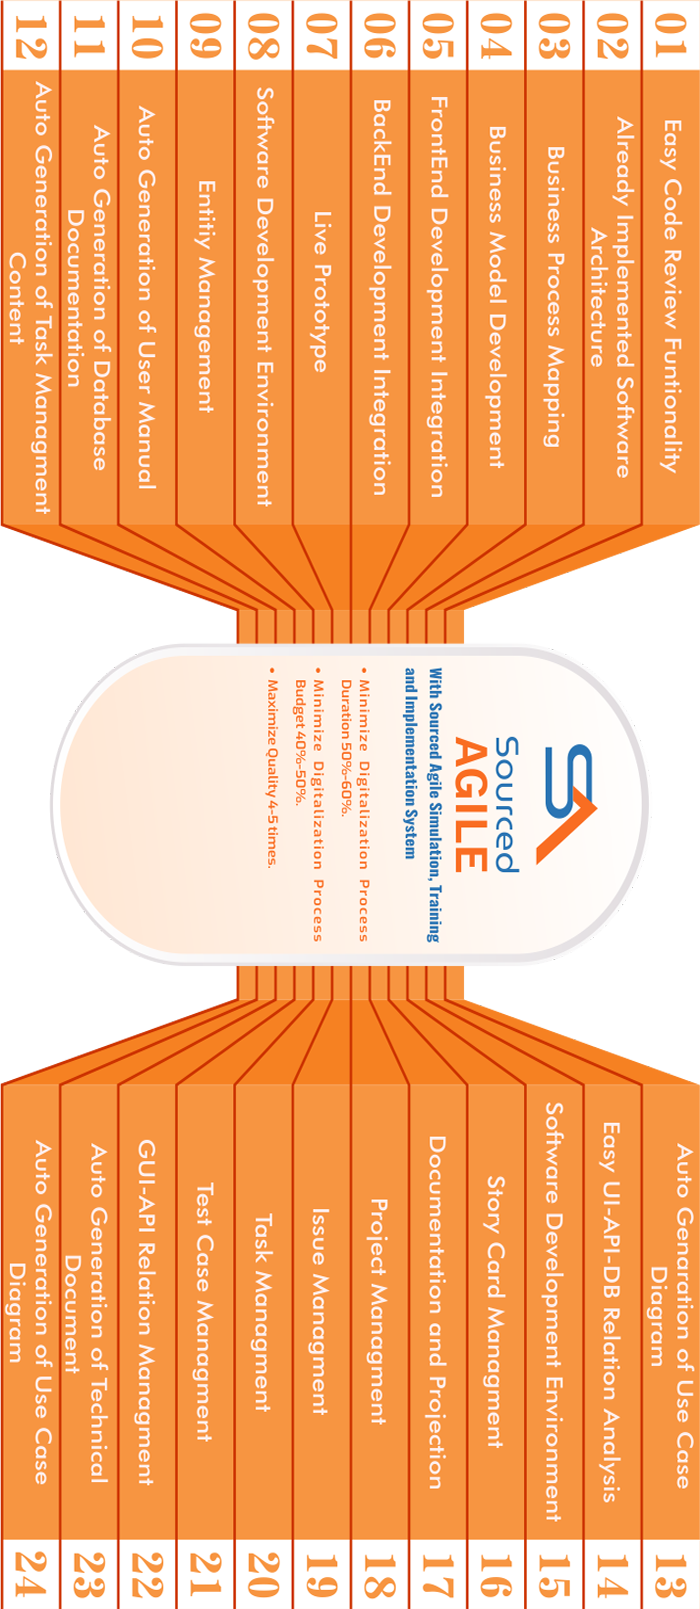 01
Easy Code Review Funtionality
02
Already Implemented Software
Architecture
03
Business Process Mapping
04
Business Model Development
05
FrontEnd Development Integration
06
BackEnd Development Integration
07
Live Prototype
08
Software Development Environment
09
Entitiy Management
10
Auto Generation of User Manual
11
Auto Generation of Database
Documentation
12
Auto Generation of Task Managment
Content
Sourced
AGILE
With Sourced Agile Simulation, Training
and Implementation System
• Minimize Digitalization Process
Duration 50%-60%.
• Minimize Digitalization Process
Budget 40%-50%.
• Maximize Quality 4-5 times.
Auto Genaration of Use Case
Diagram
13
Easy UI-API-DB Relation Analysis
14
Software Development Environment
15
Story Card Managment
16
Documentation and Projection
17
Project Managment
18
Issue Managment
19
Task Managment
20
Test Case Managment
21
GUI-API Relation Managment
22
Auto Generation of Technical
Document
23
Auto Generation of Use Case
Diagram
24